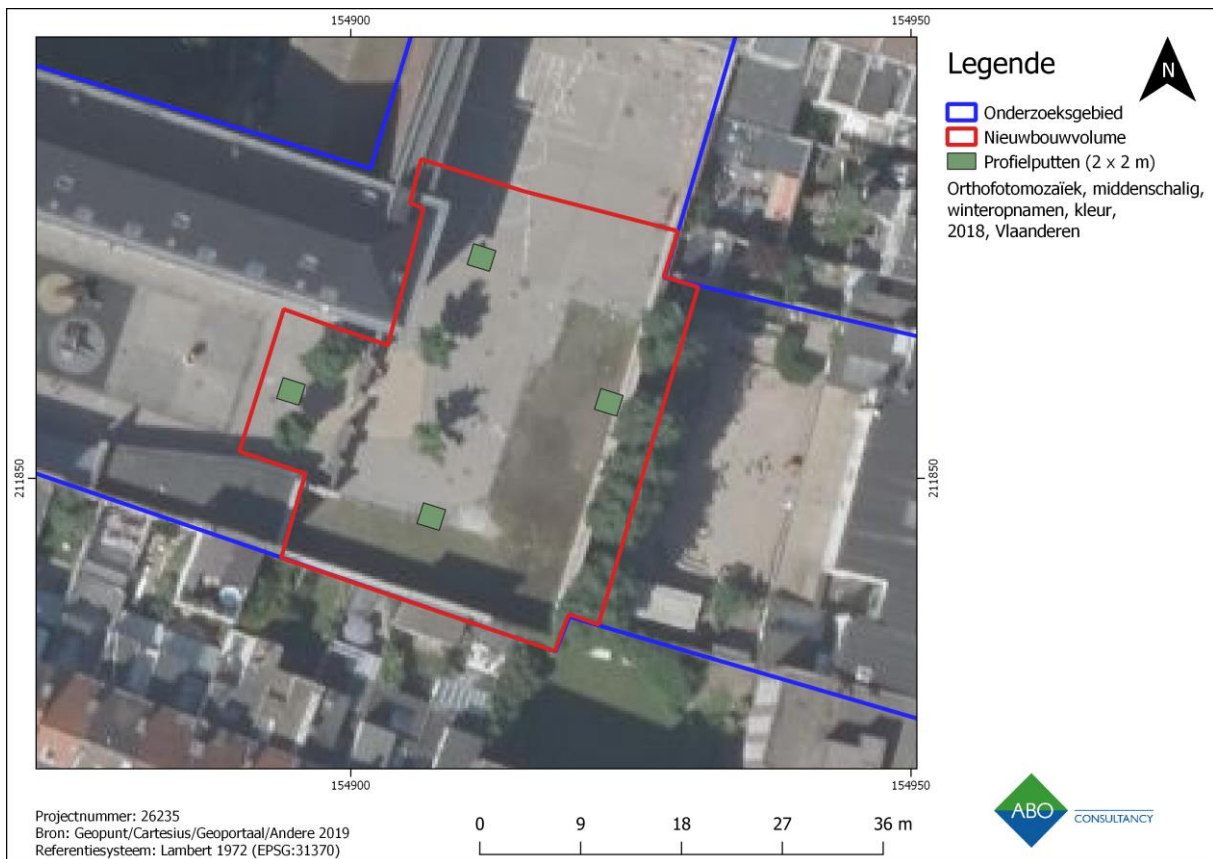 154900
154950
Legende
N
Onderzoeksgebied
Nieuwbouwvolume
Profielputten (2 x 2 m)
Orthofotomozaïek, middenschalig,
winteropnamen, kleur,
2018, Vlaanderen
211850
211850
154900
154950
Projectnummer: 26235
Bron: Geopunt/Cartesius/Geoportaal/Andere 2019
Referentiesysteem: Lambert 1972 (EPSG:31370)
0 9 18 27 36 m
ABO
CONSULTANCY